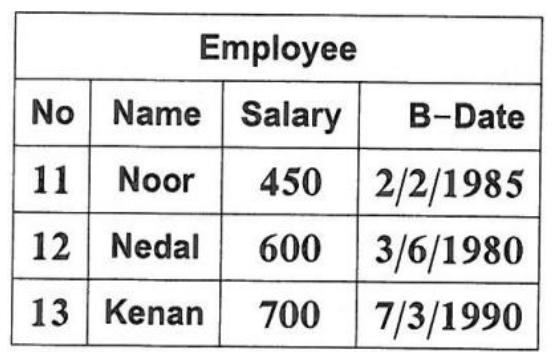 Employee
No Name Salary B-Date
11 Noor 450 2/2/1985
12 Nedal 600 3/6/1980
13 Kenan 700 7/3/1990